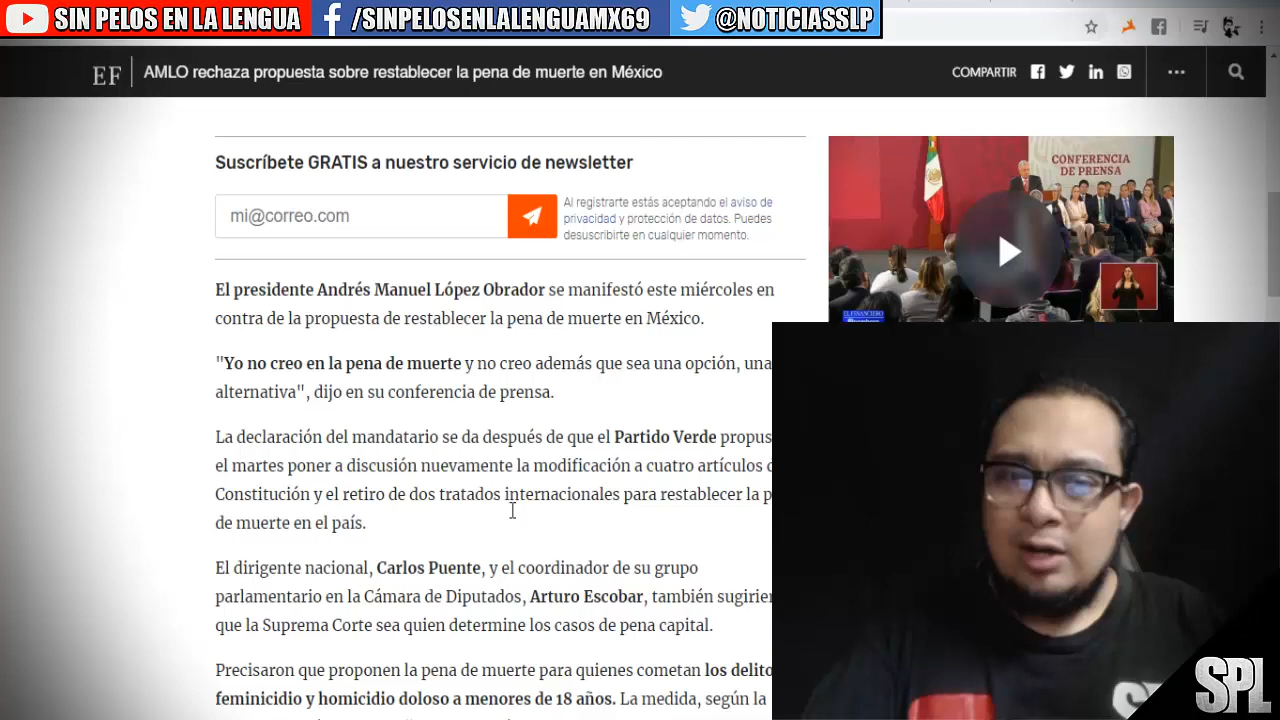 SIN PELOS EN LA LENGUA
/SINPELOSENLALENGUAMX69
@NOTICIASSLP
EF
AMLO rechaza propuesta sobre restablecer la pena de muerte en México
COMPARTIR
Suscríbete GRATIS a nuestro servicio de newsletter
mi@correo.com
Al registrarte estás aceptando el aviso de
privacidad y protección de datos. Puedes
desuscribirte en cualquier momento.
CONFERENCIA
DE PRENSA
EL FINANCIERO
El presidente Andrés Manuel López Obrador se manifestó este miércoles en
contra de la propuesta de restablecer la pena de muerte en México.
"Yo no creo en la pena de muerte y no creo además que sea una opción, una
alternativa", dijo en su conferencia de prensa.
La declaración del mandatario se da después de que el Partido Verde propus
el martes poner a discusión nuevamente la modificación a cuatro artículos
Constitución y el retiro de dos tratados internacionales para restablecer la p
de muerte en el país.
El dirigente nacional, Carlos Puente, y el coordinador de su grupo
parlamentario en la Cámara de Diputados, Arturo Escobar, también sugirie
que la Suprema Corte sea quien determine los casos de pena capital.
Precisaron que proponen la pena de muerte para quienes cometan los delito
feminicidio y homicidio doloso a menores de 18 años. La medida, según la
SPL